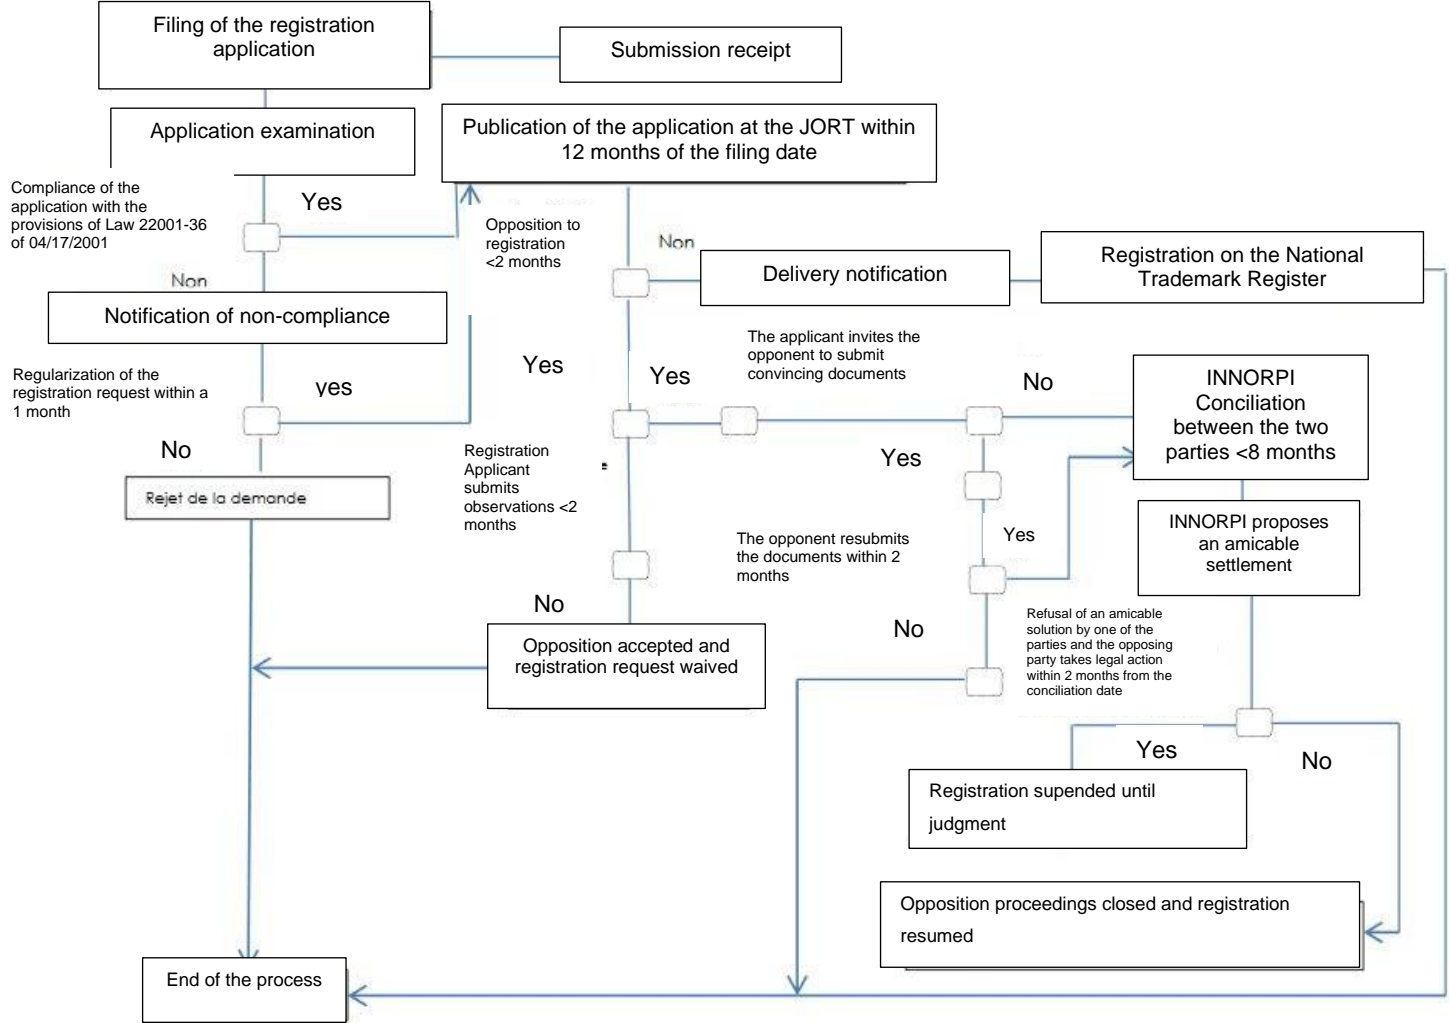 Filing of the registration
application
Submission receipt
Application examination
Publication of the application at the JORT within
12 months of the filing date
Compliance of the
application with the
provisions of Law 22001-36
of 04/17/2001
Yes
Opposition to
registration
<2 months
Non
Delivery notification
Registration on the National
Trademark Register
Non
Notification of non-compliance
Regularization of the
registration request within a
1 month
yes
Yes
Yes
The applicant invites the
opponent to submit
convincing documents
No
INNORPI
Conciliation
between the two
parties <8 months
No
Rejet de la demande
Registration
Applicant
submits
observations <2
months
Yes
The opponent resubmits
the documents within 2
months
Yes
INNORPI proposes
an amicable
settlement
No
Opposition accepted and
registration request waived
No
Refusal of an amicable
solution by one of the
parties and the opposing
party takes legal action
within 2 months from the
conciliation date
Yes
No
Registration supended until
judgment
Opposition proceedings closed and registration
resumed
End of the process